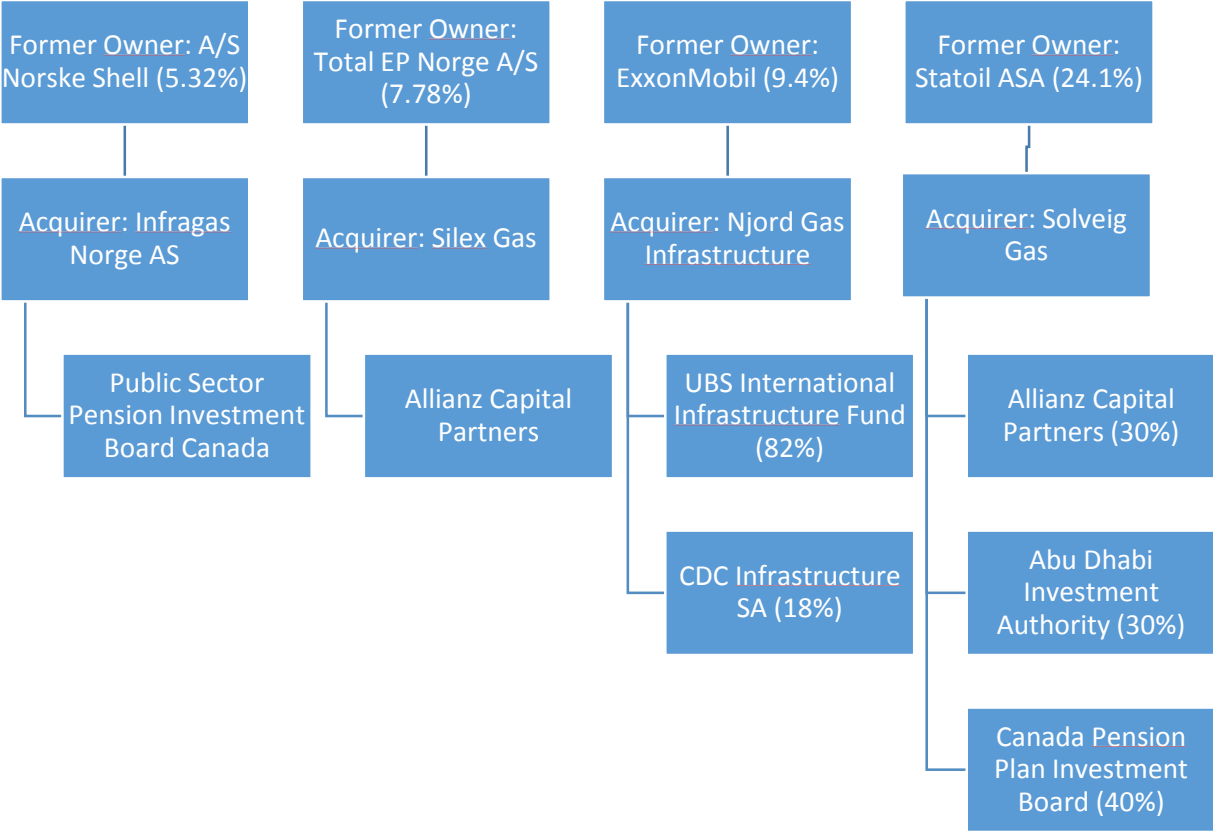 Former Owner: A/S
Norske Shell (5.32%)
Acquirer: Infragas
Norge AS
Public Sector
Pension Investment
Board Canada
Former Owner:
Total EP Norge A/S
(7.78%)
Acquirer: Silex Gas
Allianz Capital
Partners
Former Owner:
ExxonMobil (9.4%)
Acquirer: Njord Gas
Infrastructure
UBS International
Infrastructure Fund
(82%)
CDC Infrastructure
SA (18%)
Former Owner:
Statoil ASA (24.1%)
Acquirer: Solveig
Gas
Allianz Capital
Partners (30%)
Abu Dhabi
Investment
Authority (30%)
Canada Pension
Plan Investment
Board (40%)